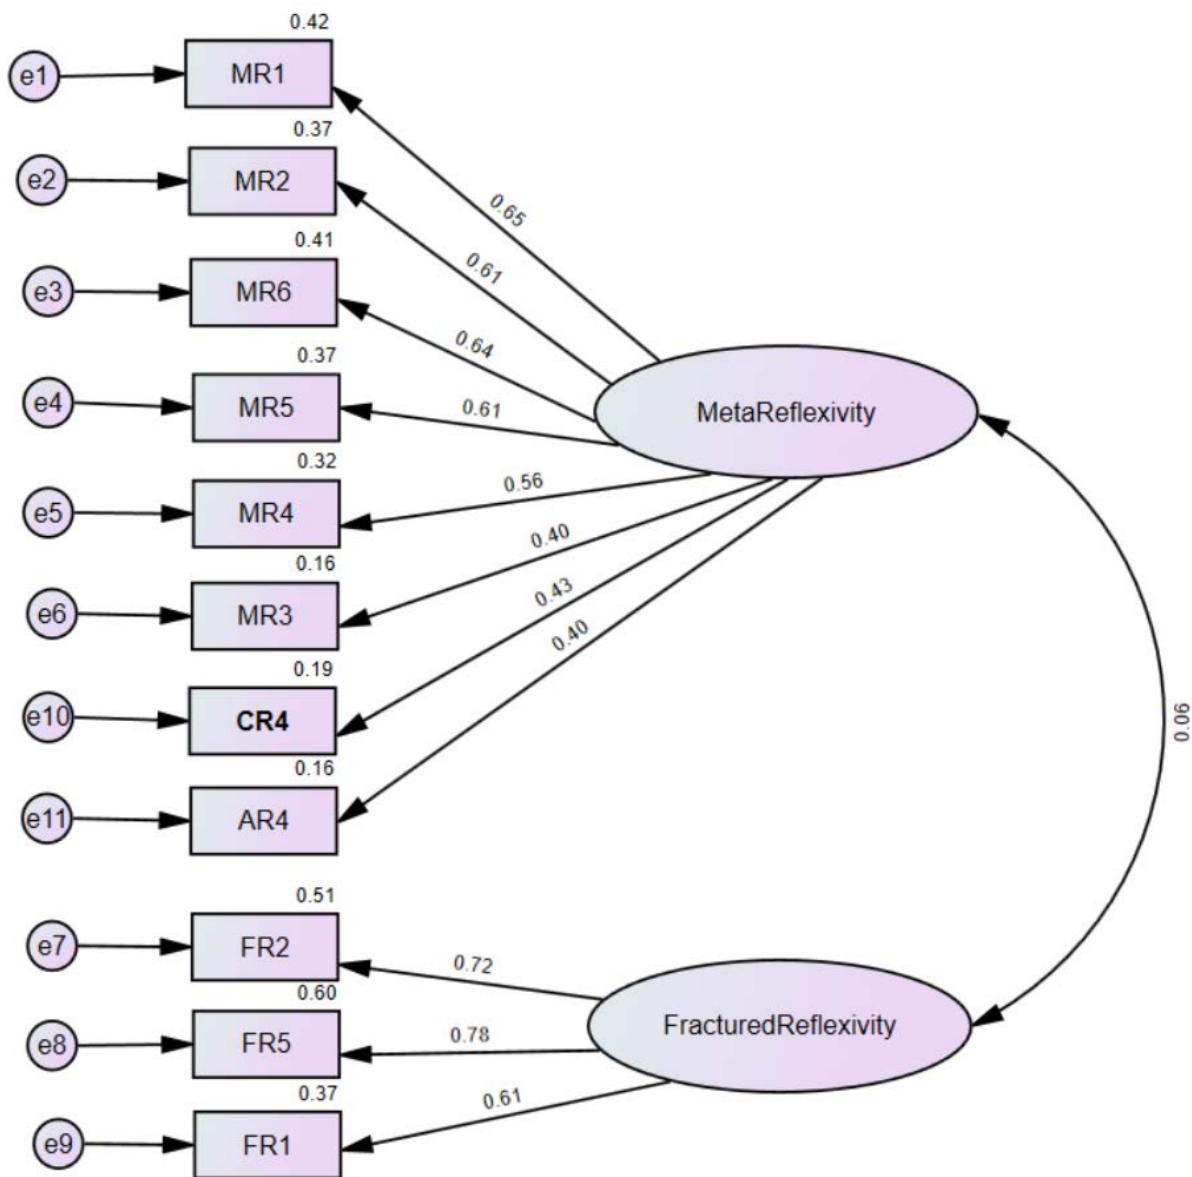 0.42
e1
MR1
0.37
e2
MR2
0.65
0.41
e3
MR6
0.61
0.37
e4
MR5
0.64
0.61
MetaReflexivity
0.32
e5
MR4
0.56
0.16
e6
MR3
0.40
0.19
e10
CR4
0.43
0.16
e11
AR4
0.40
0.06
0.51
e7
FR2
0.72
0.60
e8
FR5
0.78
FracturedReflexivity
0.37
e9
FR1
0.61